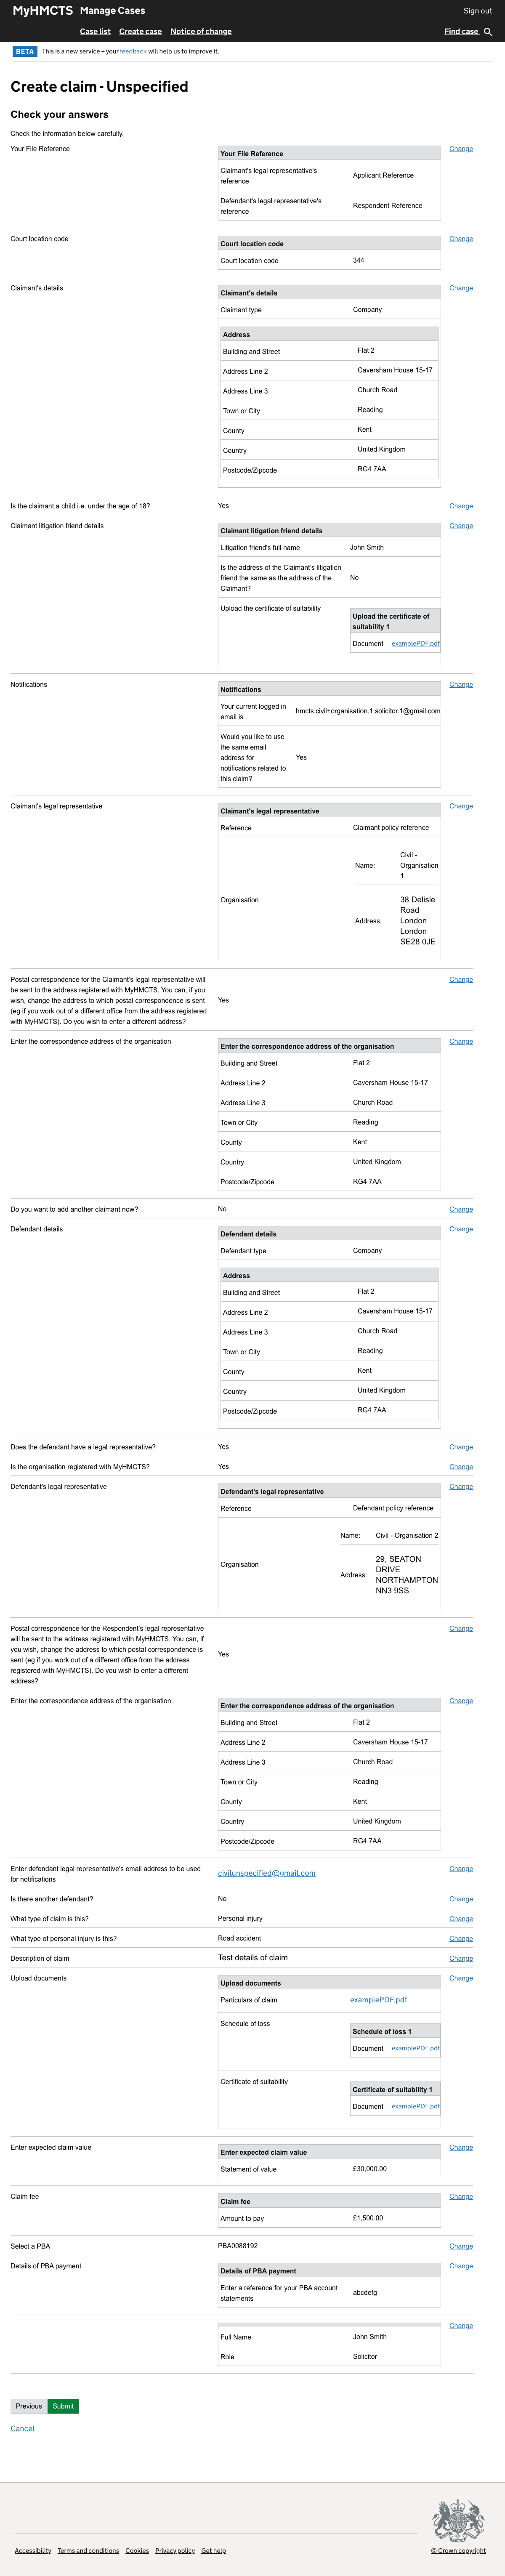 MyHMCTS Manage Cases Sign out
Case list Create case Notice of change Find case
BETA This is a new service – your feedback will help us to improve it.
Create claim - Unspecified
Check your answers
Check the information below carefully.
Your File Reference Change
Your File Reference
Claimant's legal representative's
reference
Applicant Reference
Defendant's legal representative's
reference
Respondent Reference
Court location code Change
Court location code
Court location code 344
Claimant's details Change
Claimant's details
Claimant type Company
Address
Building and Street Flat 2
Address Line 2 Caversham House 15-17
Address Line 3 Church Road
Town or City Reading
County Kent
Country United Kingdom
Postcode/Zipcode RG4 7AA
Is the claimant a child i.e. under the age of 18? Yes Change
Claimant litigation friend details Change
Claimant litigation friend details
Litigation friend's full name John Smith
Is the address of the Claimant's litigation
friend the same as the address of the
Claimant?
No
Upload the certificate of suitability
Upload the certificate of
suitability 1
Document examplePDF.pdf
Notifications Change
Notifications
Your current logged in
email is
hmcts.civil+organisation.1.solicitor.1@gmail.com
Would you like to use
the same email
address for
notifications related to
this claim?
Yes
Claimant's legal representative Change
Claimant's legal representative
Reference Claimant policy reference
Organisation
Name:
Civil -
Organisation
1
Address:
38 Delisle
Road
London
London
SE28 0JE
Postal correspondence for the Claimant's legal representative will
be sent to the address registered with MyHMCTS. You can, if you
wish, change the address to which postal correspondence is sent
(eg if you work out of a different office from the address registered
with MyHMCTS). Do you wish to enter a different address?
Yes
Change
Enter the correspondence address of the organisation Change
Enter the correspondence address of the organisation
Building and Street Flat 2
Address Line 2 Caversham House 15-17
Address Line 3 Church Road
Town or City Reading
County Kent
Country United Kingdom
Postcode/Zipcode RG4 7AA
Do you want to add another claimant now? No Change
Defendant details Change
Defendant details
Defendant type Company
Address
Building and Street Flat 2
Address Line 2 Caversham House 15-17
Address Line 3 Church Road
Town or City Reading
County Kent
Country United Kingdom
Postcode/Zipcode RG4 7AA
Does the defendant have a legal representative? Yes Change
Is the organisation registered with MyHMCTS? Yes Change
Defendant's legal representative Change
Defendant's legal representative
Reference Defendant policy reference
Organisation
Name: Civil - Organisation 2
Address:
29, SEATON
DRIVE
NORTHAMPTON
NN3 9SS
Postal correspondence for the Respondent's legal representative
will be sent to the address registered with MyHMCTS. You can, if
you wish, change the address to which postal correspondence is
sent (eg if you work out of a different office from the address
registered with MyHMCTS). Do you wish to enter a different
address?
Yes
Change
Enter the correspondence address of the organisation Change
Enter the correspondence address of the organisation
Building and Street Flat 2
Address Line 2 Caversham House 15-17
Address Line 3 Church Road
Town or City Reading
County Kent
Country United Kingdom
Postcode/Zipcode RG4 7AA
Enter defendant legal representative's email address to be used
for notifications
civilunspecified@gmail.com
Change
Is there another defendant? No Change
What type of claim is this? Personal injury Change
What type of personal injury is this? Road accident Change
Description of claim Test details of claim Change
Upload documents Change
Upload documents
Particulars of claim examplePDF.pdf
Schedule of loss
Schedule of loss 1
Document examplePDF.pdf
Certificate of suitability
Certificate of suitability 1
Document examplePDF.pdf
Enter expected claim value Change
Enter expected claim value
Statement of value £30,000.00
Claim fee Change
Claim fee
Amount to pay £1,500.00
Select a PBA PBA0088192 Change
Details of PBA payment Change
Details of PBA payment
Enter a reference for your PBA account
statements
abcdefg
Change
Full Name John Smith
Role Solicitor
Previous Submit
Cancel
Accessibility Terms and conditions Cookies Privacy policy Get help © Crown copyright